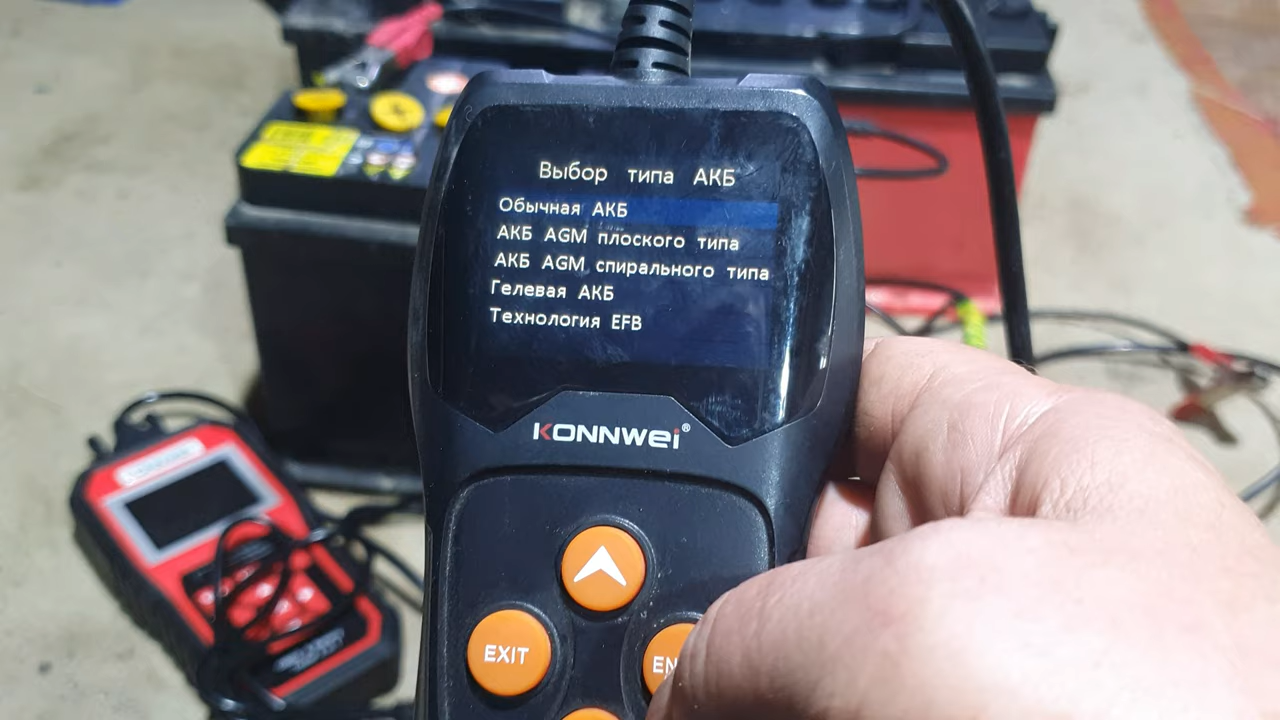 Выбор типа АКБ
Обычная АКБ
АКБ AGM плоского типа
АКБ AGM спирального типа
Гелевая АКБ
Технология EFB
KONNWEI®
EXIT
EN